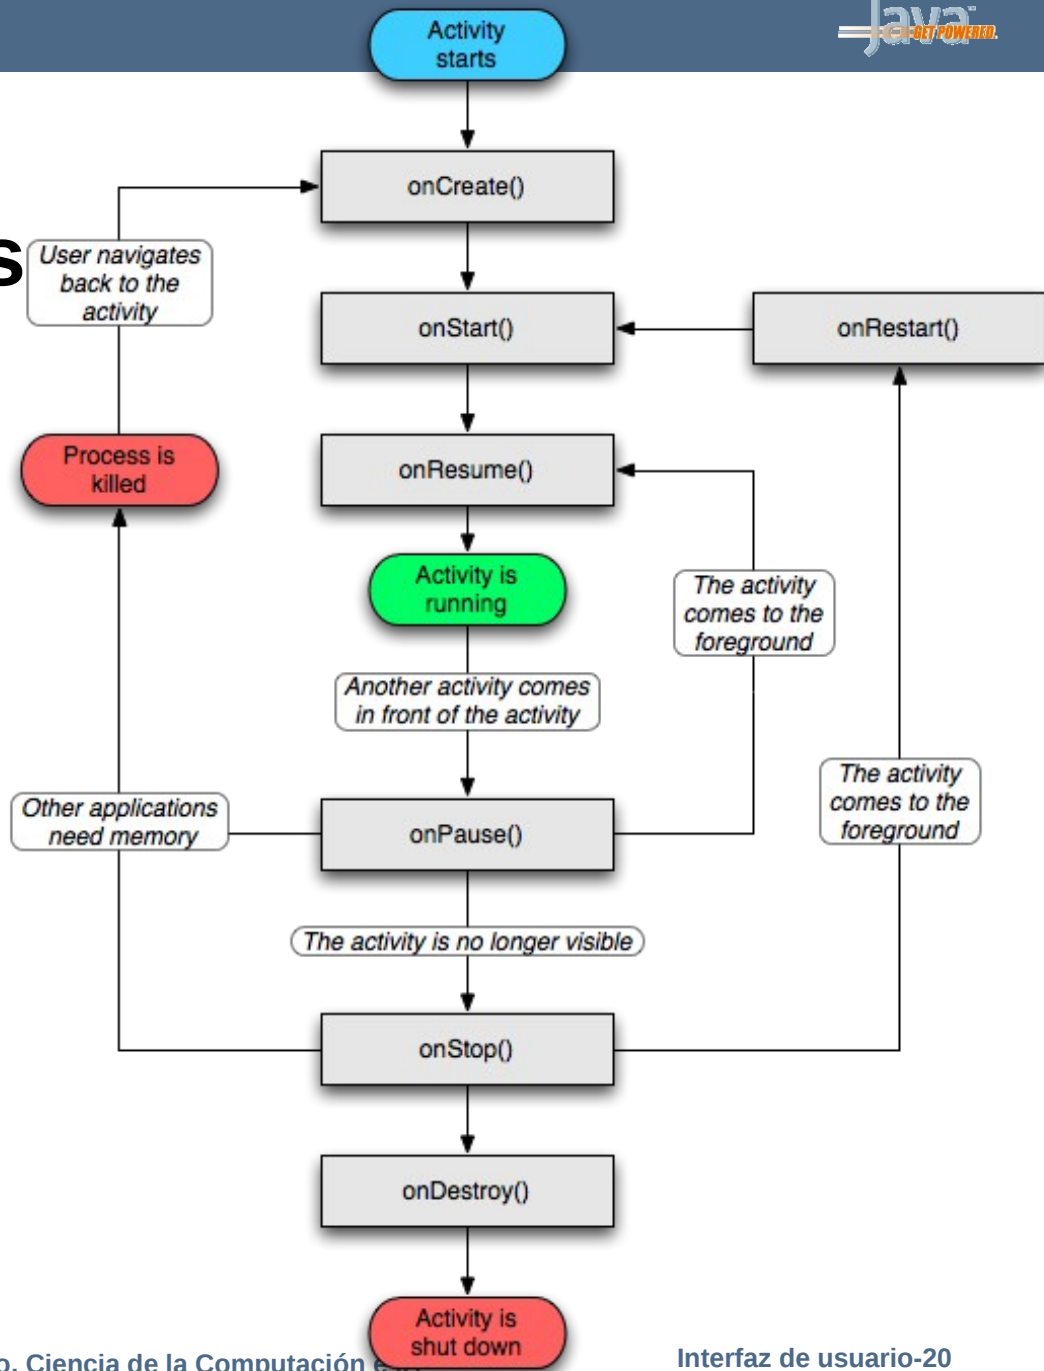 Activity
starts
Java
GET POWERED.
onCreate()
s
User navigates
back to the
activity
onStart()
onRestart()
Process is
killed
onResume()
Activity is
running
The activity
comes to the
foreground
Another activity comes
in front of the activity
The activity
comes to the
foreground
Other applications
need memory
onPause()
The activity is no longer visible
onStop()
onDestroy()
Activity is
shut down
o. Ciencia de la Computación e
Interfaz de usuario-20